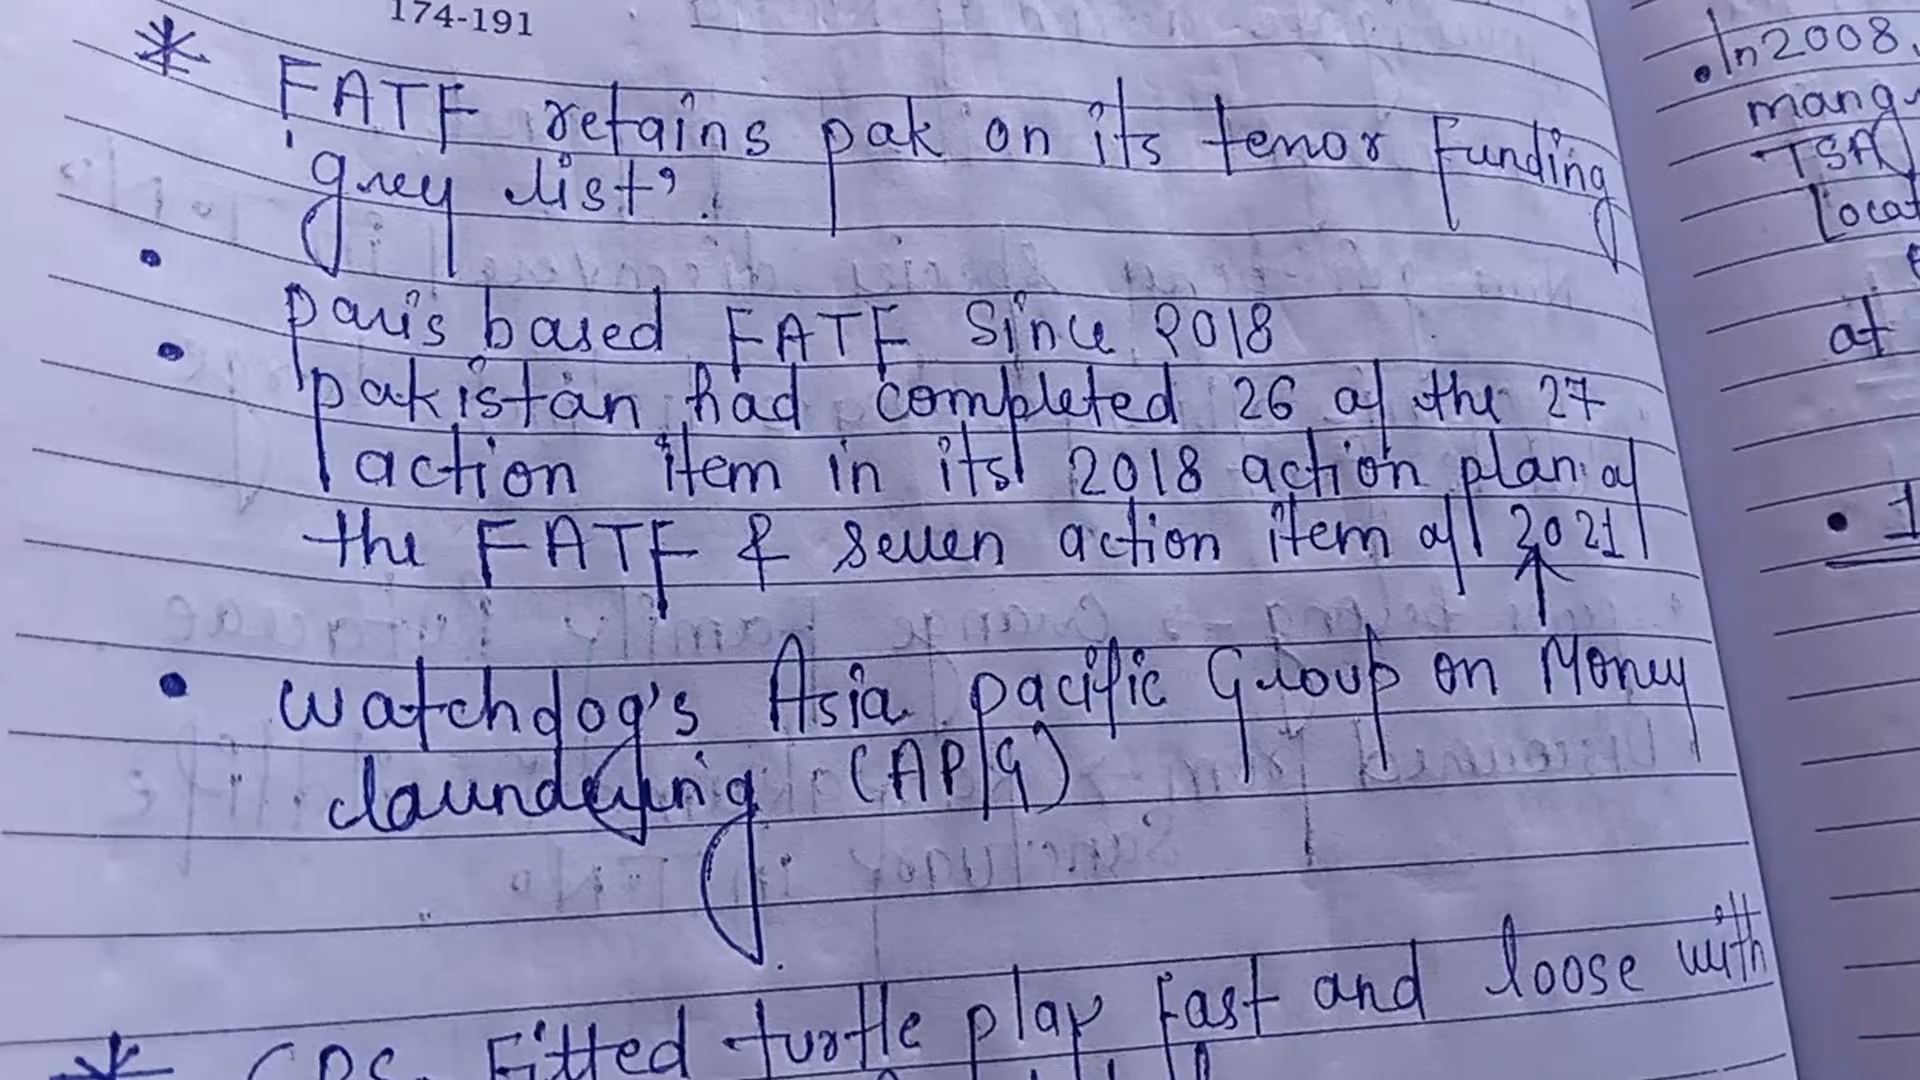 174-191
* FATF retains pak on its terror Funding
'grey list'.
• paris based FATF Since 2018
• pakistan had completed 26 of the 27
action item in its 2018 action plan of
the FATF & seven action item of 2021
• watchdog's Asia pacific Group on Money
laundering (APG)
* GPS Fitted turtle play fast and loose with
• In 2008,
TSA
at
• 1